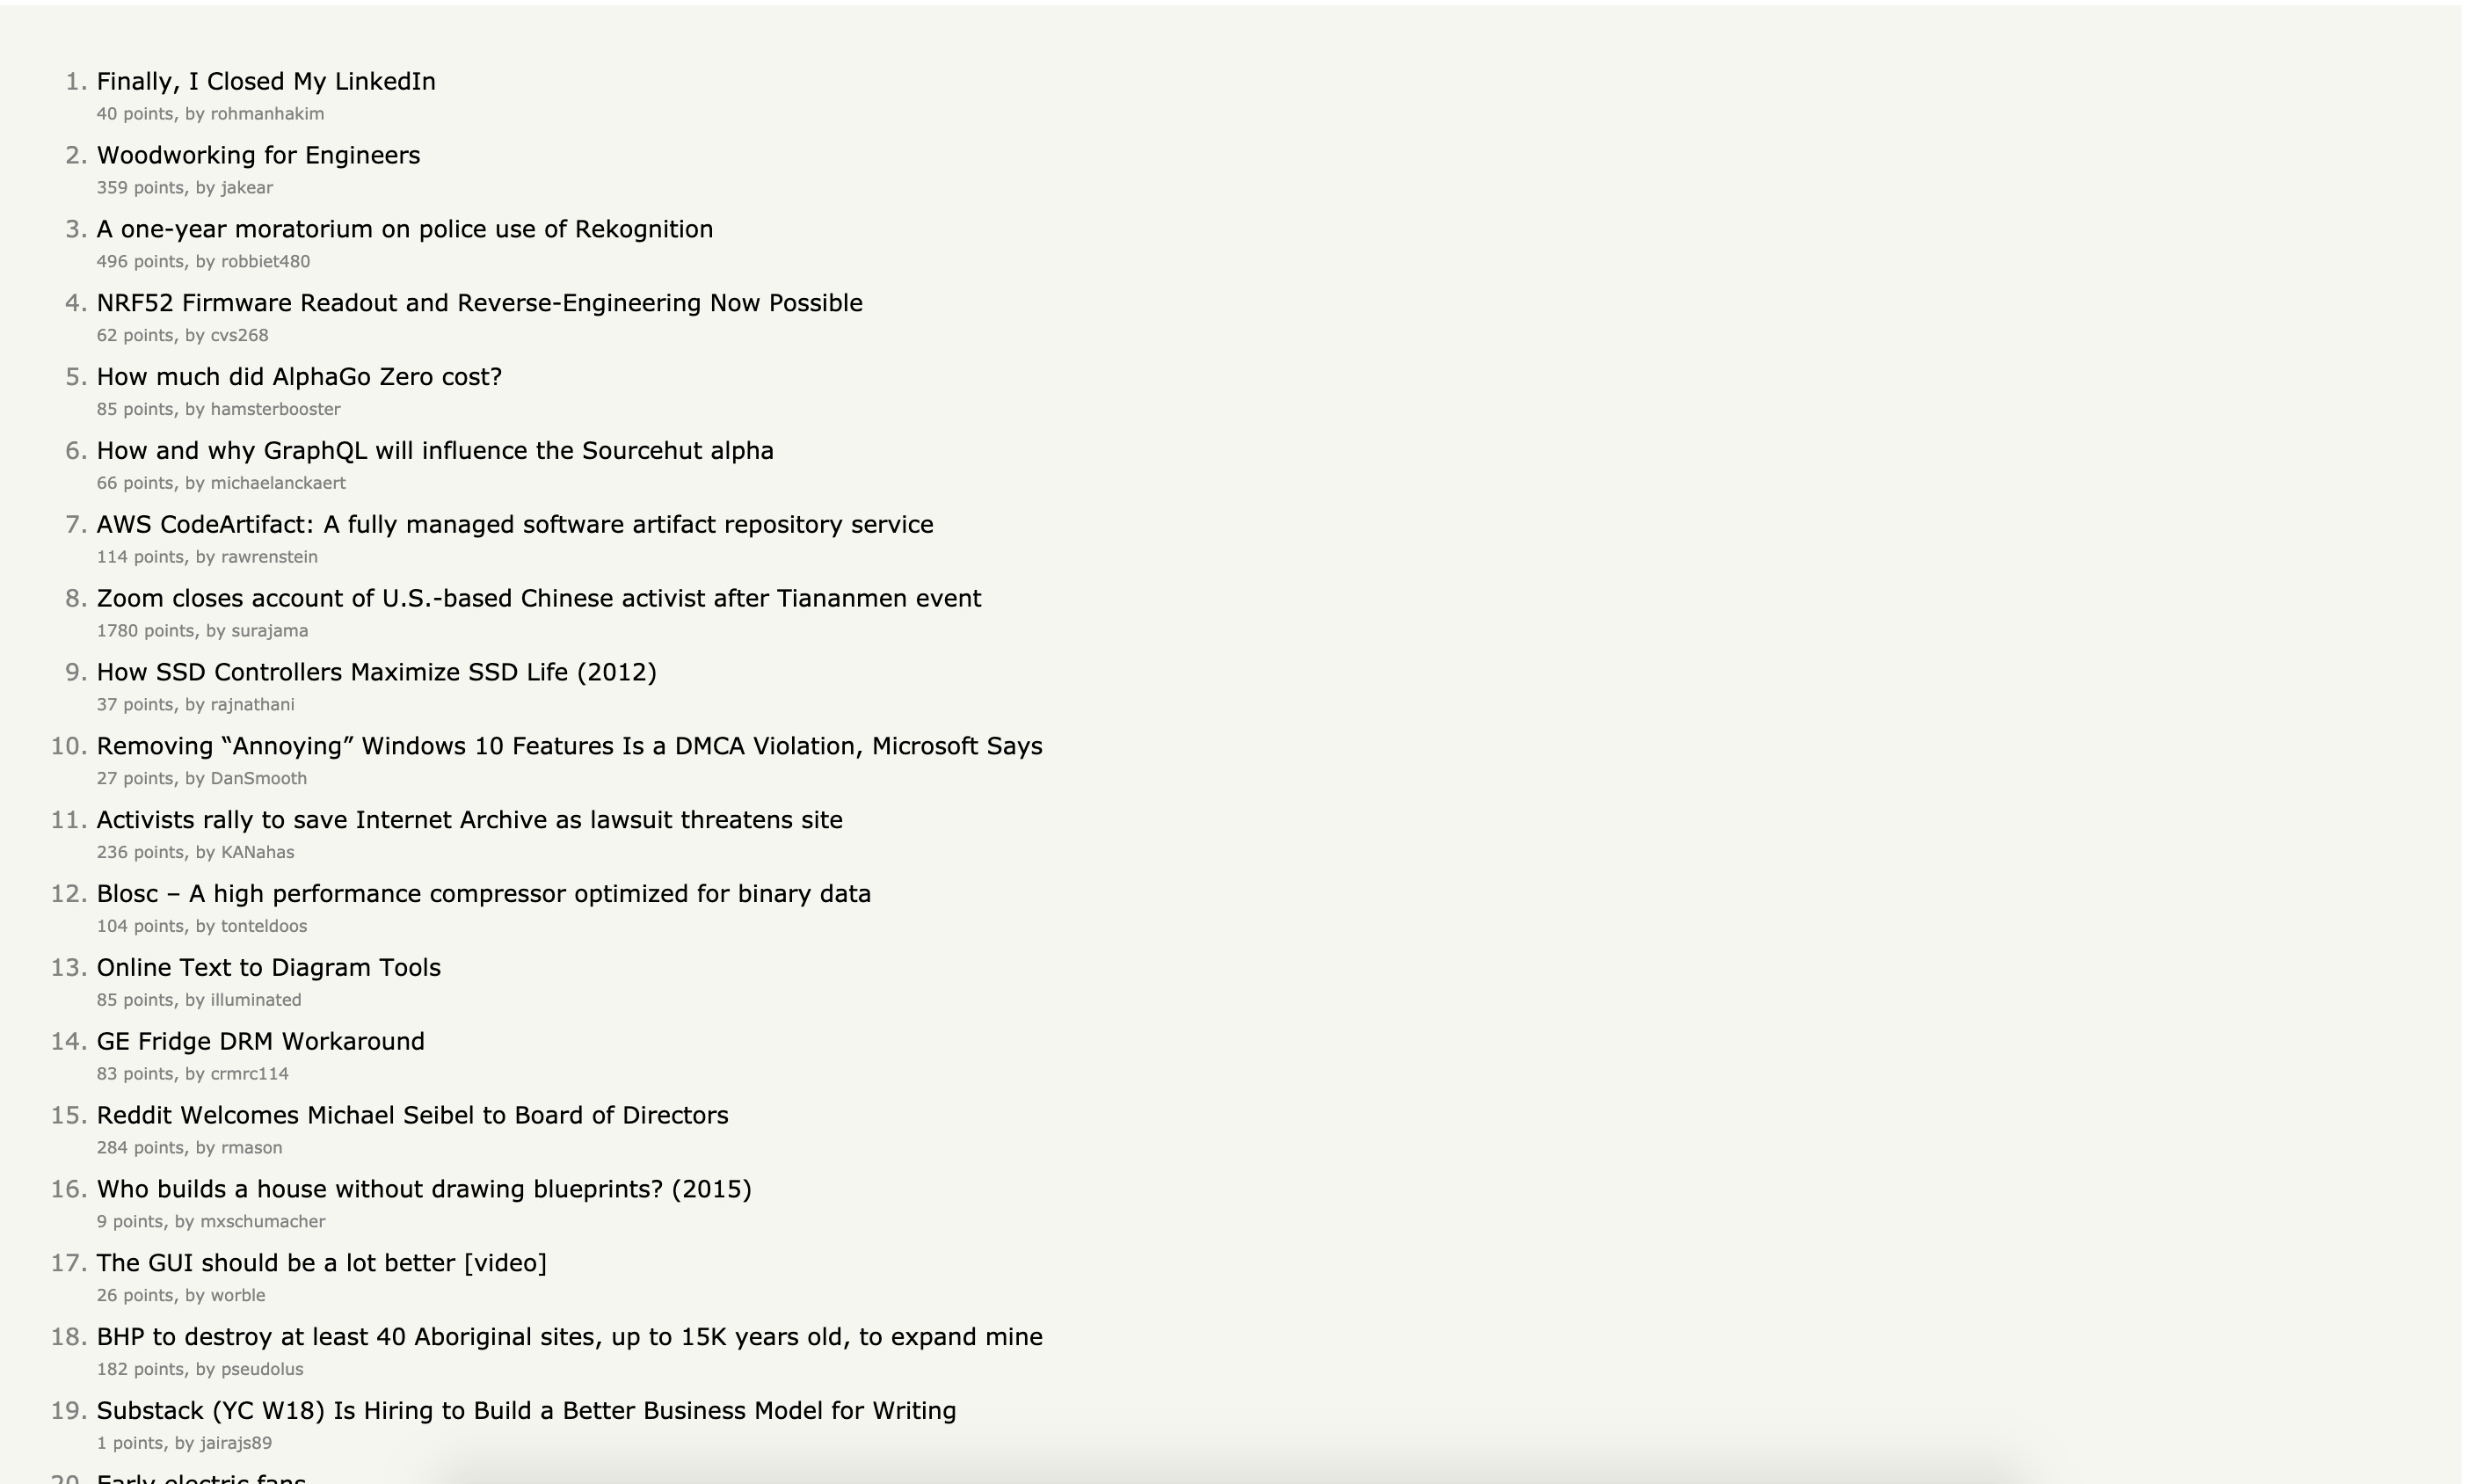 1. Finally, I Closed My LinkedIn
40 points, by rohmanhakim
2. Woodworking for Engineers
359 points, by jakear
3. A one-year moratorium on police use of Rekognition
496 points, by robbiet480
4. NRF52 Firmware Readout and Reverse-Engineering Now Possible
62 points, by cvs268
5. How much did AlphaGo Zero cost?
85 points, by hamsterbooster
6. How and why GraphQL will influence the Sourcehut alpha
66 points, by michaelanckaert
7. AWS CodeArtifact: A fully managed software artifact repository service
114 points, by rawrenstein
8. Zoom closes account of U.S.-based Chinese activist after Tiananmen event
1780 points, by surajama
9. How SSD Controllers Maximize SSD Life (2012)
37 points, by rajnathani
10. Removing “Annoying” Windows 10 Features Is a DMCA Violation, Microsoft Says
27 points, by DanSmooth
11. Activists rally to save Internet Archive as lawsuit threatens site
236 points, by KANahas
12. Blosc – A high performance compressor optimized for binary data
104 points, by tonteldoos
13. Online Text to Diagram Tools
85 points, by illuminated
14. GE Fridge DRM Workaround
83 points, by crmrc114
15. Reddit Welcomes Michael Seibel to Board of Directors
284 points, by rmason
16. Who builds a house without drawing blueprints? (2015)
9 points, by mxschumacher
17. The GUI should be a lot better [video]
26 points, by worble
18. BHP to destroy at least 40 Aboriginal sites, up to 15K years old, to expand mine
182 points, by pseudolus
19. Substack (YC W18) Is Hiring to Build a Better Business Model for Writing
1 points, by jairajs89
20. Early electric fans